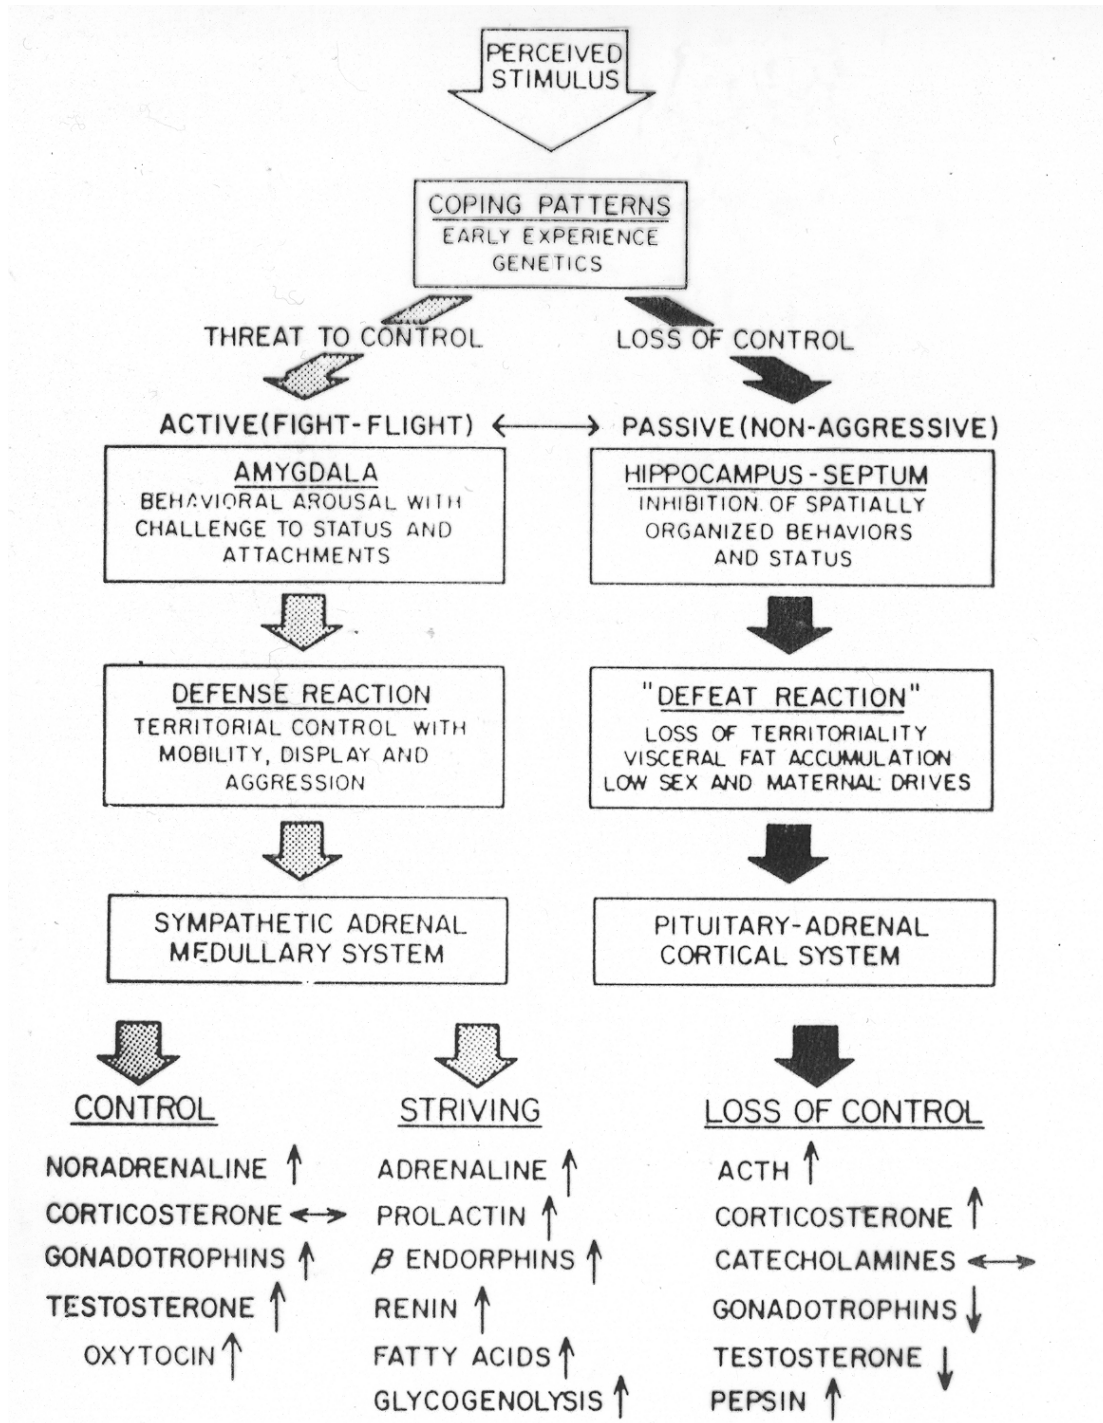 PERCEIVED
STIMULUS
COPING PATTERNS
EARLY EXPERIENCE
GENETICS
THREAT TO CONTROL
LOSS OF CONTROL
ACTIVE(FIGHT-FLIGHT) ↔ PASSIVE(NON-AGGRESSIVE)
AMYGDALA
BEHAVIORAL AROUSAL WITH
CHALLENGE TO STATUS AND
ATTACHMENTS
HIPPOCAMPUS-SEPTUM
INHIBITION OF SPATIALLY
ORGANIZED BEHAVIORS
AND STATUS
DEFENSE REACTION
TERRITORIAL CONTROL WITH
MOBILITY, DISPLAY AND
AGGRESSION
"DEFEAT REACTION"
LOSS OF TERRITORIALITY
VISCERAL FAT ACCUMULATION
LOW SEX AND MATERNAL DRIVES
SYMPATHETIC ADRENAL
MEDULLARY SYSTEM
PITUITARY-ADRENAL
CORTICAL SYSTEM
CONTROL
NORADRENALINE ↑
CORTICOSTERONE ↔
GONADOTROPHINS ↑
TESTOSTERONE ↑
OXYTOCIN ↑
STRIVING
ADRENALINE ↑
PROLACTIN ↑
β ENDORPHINS ↑
RENIN ↑
FATTY ACIDS ↑
GLYCOGENOLYSIS ↑
LOSS OF CONTROL
ACTH ↑
CORTICOSTERONE ↑
CATECHOLAMINES ↔
GONADOTROPHINS ↓
TESTOSTERONE ↓
PEPSIN ↑